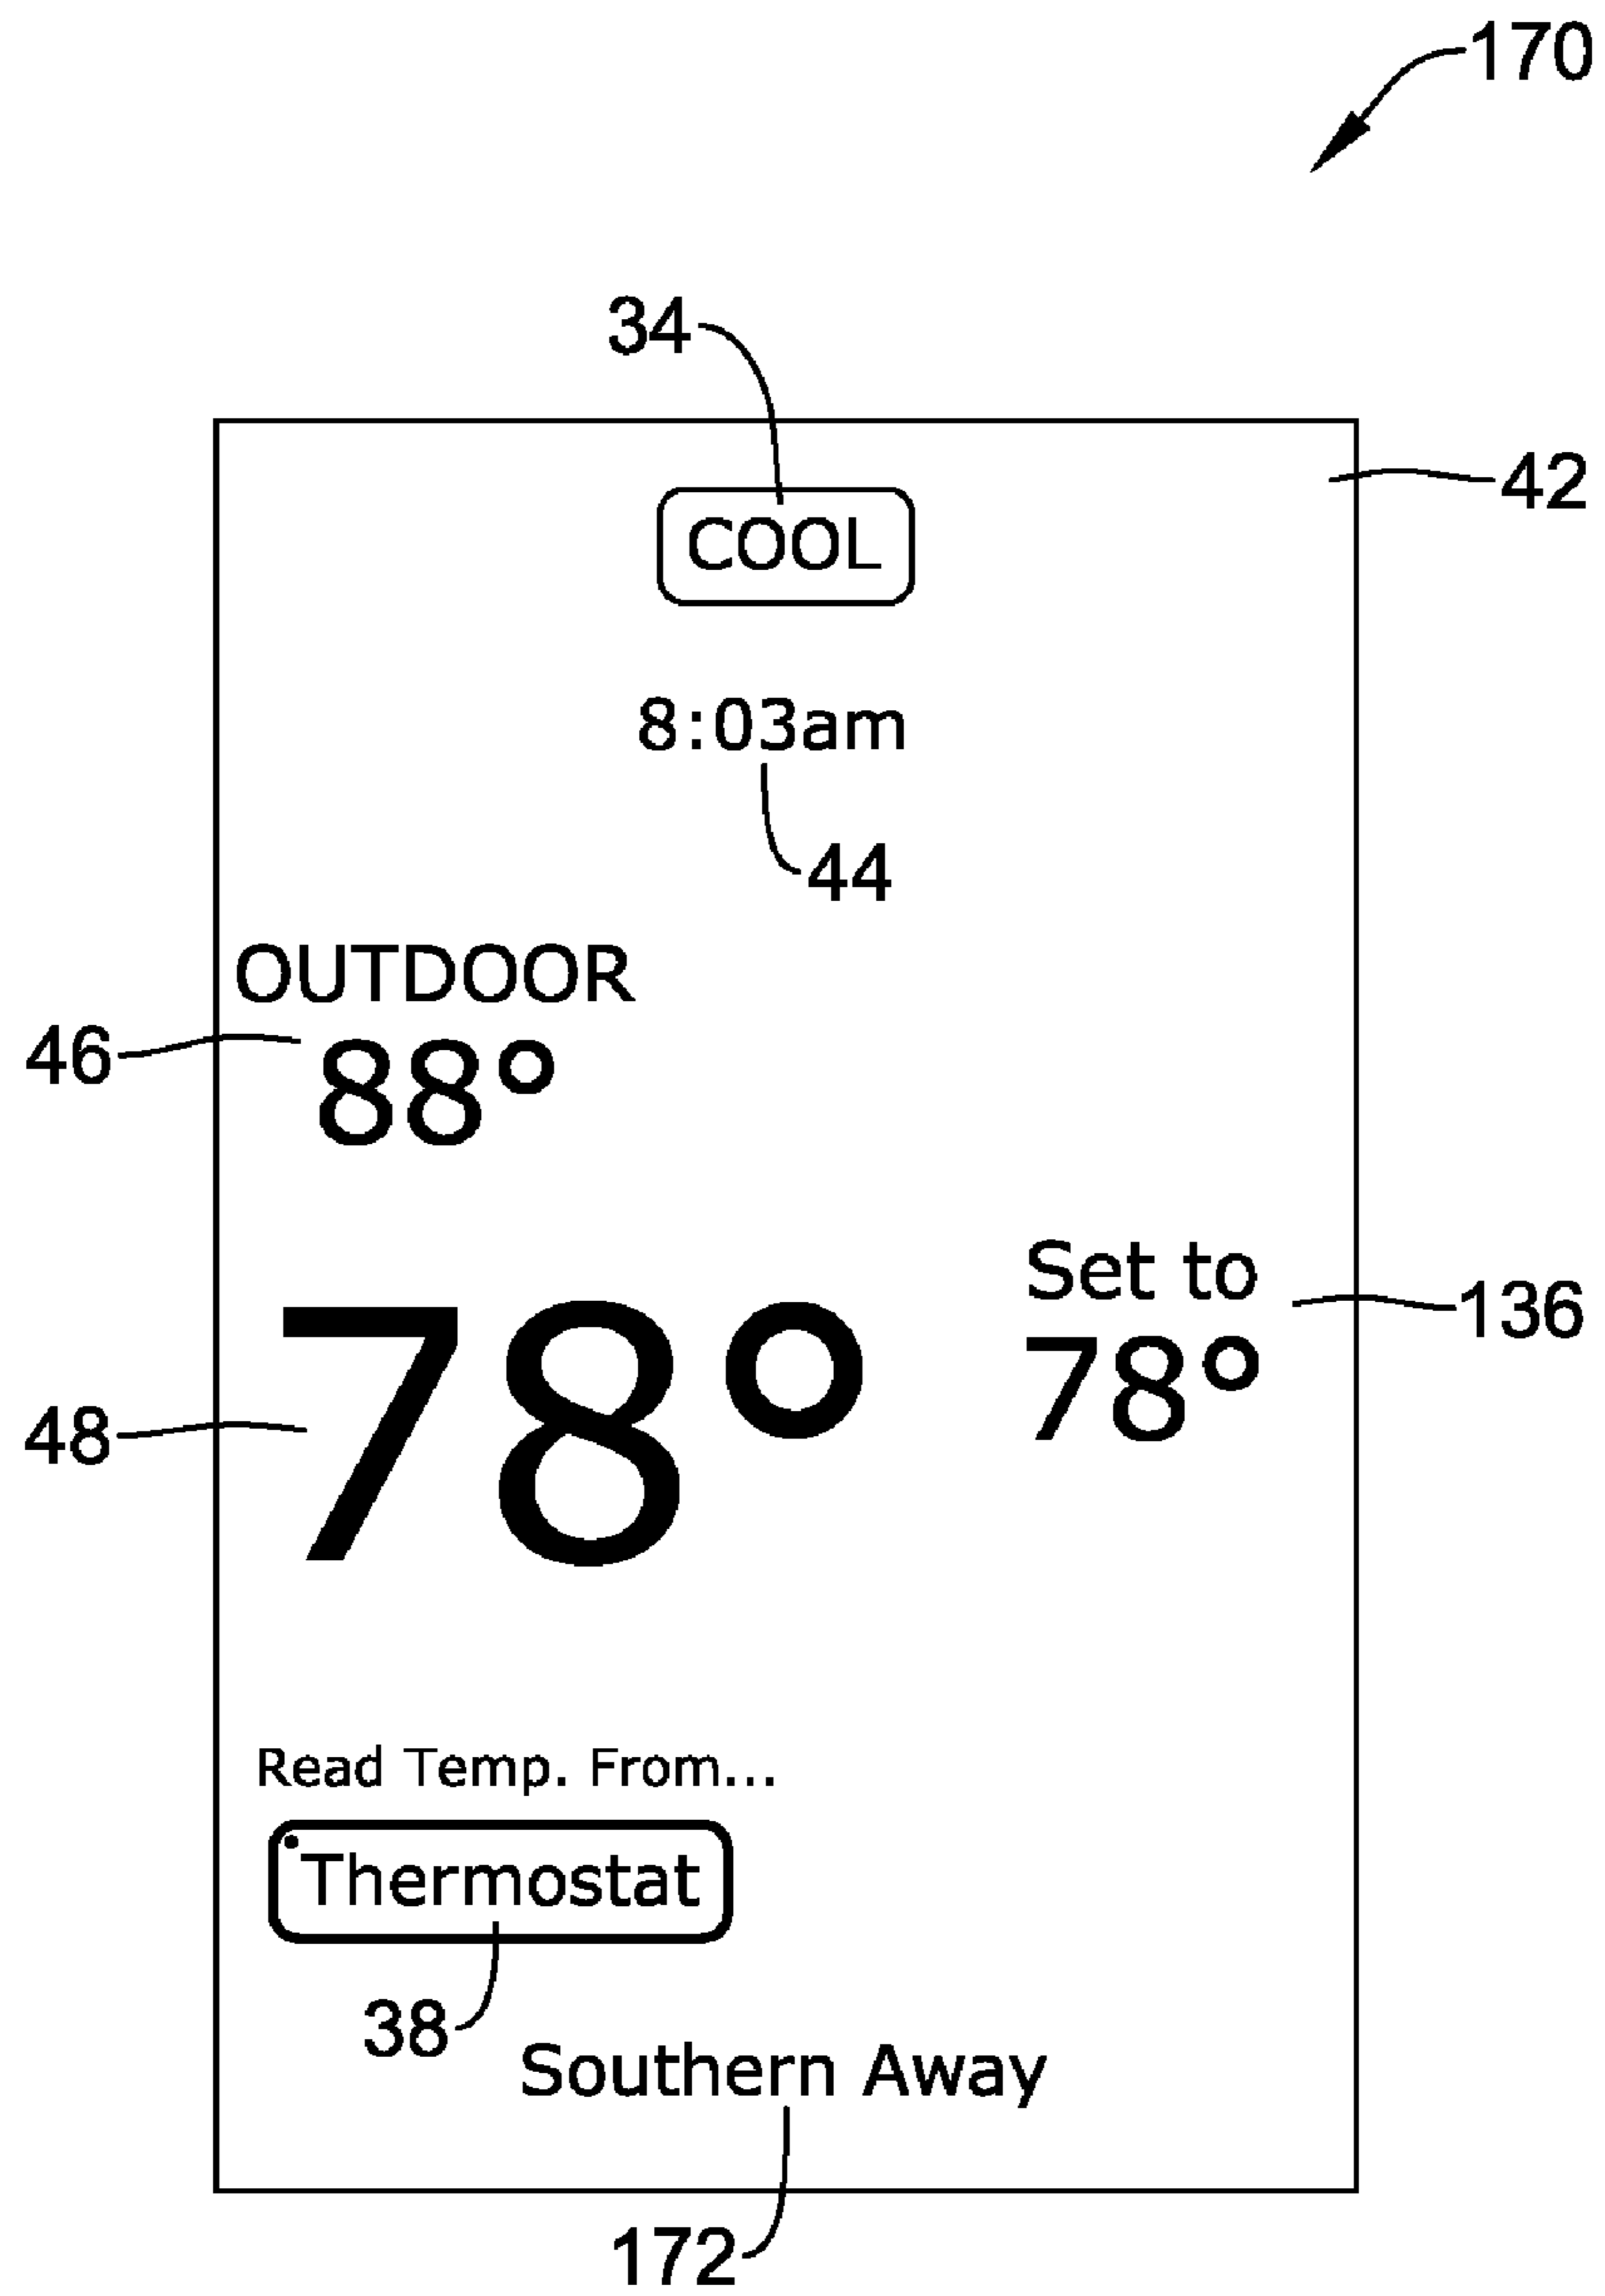 170
34
42
COOL
8:03am
44
OUTDOOR
46
88°
Set to
136
78°
78°
48
Read Temp. From...
Thermostat
38
Southern Away
172